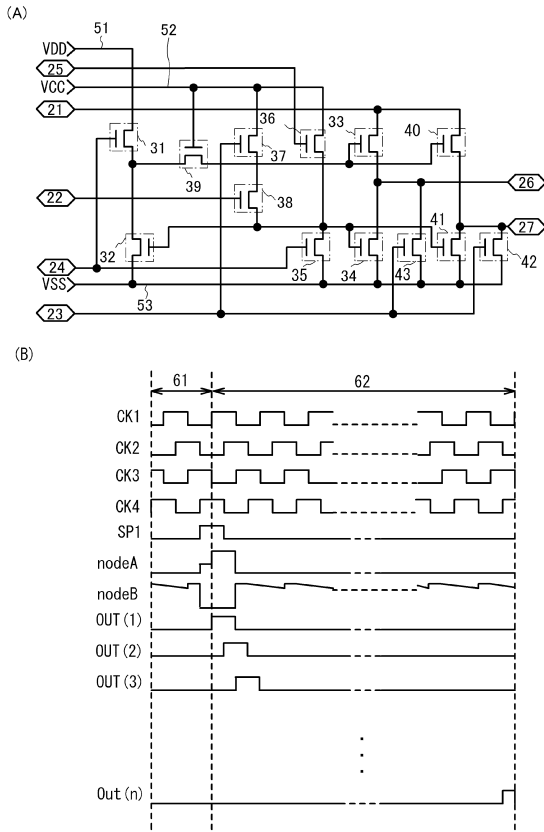 (A)
51
52
VDD
25
VCC
21
36
33
40
31
37
39
26
22
38
27
32
41
24
35
34
43
42
VSS
53
23
(B)
61
62
CK1
CK2
CK3
CK4
SP1
nodeA
nodeB
OUT(1)
OUT(2)
OUT(3)
Out(n)